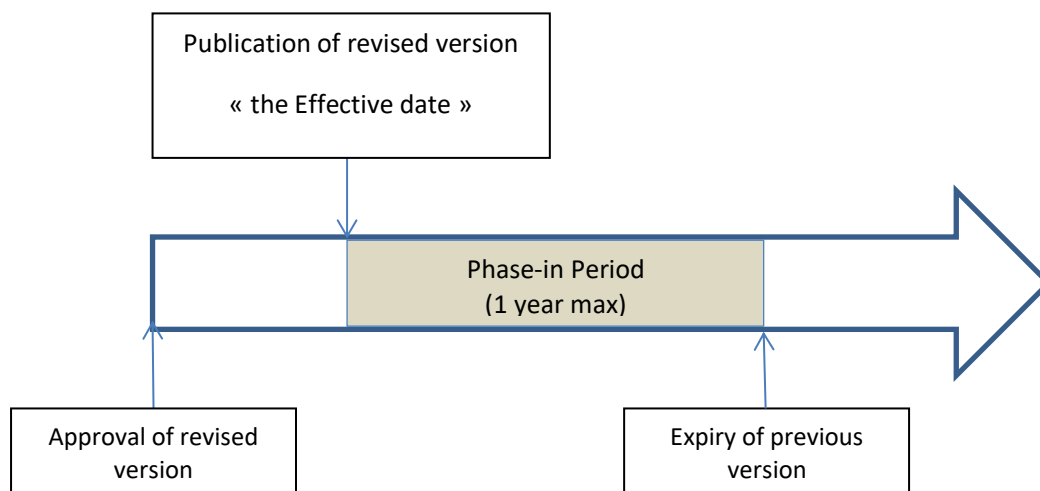 Publication of revised version
« the Effective date »
Phase-in Period
(1 year max)
Approval of revised
version
Expiry of previous
version